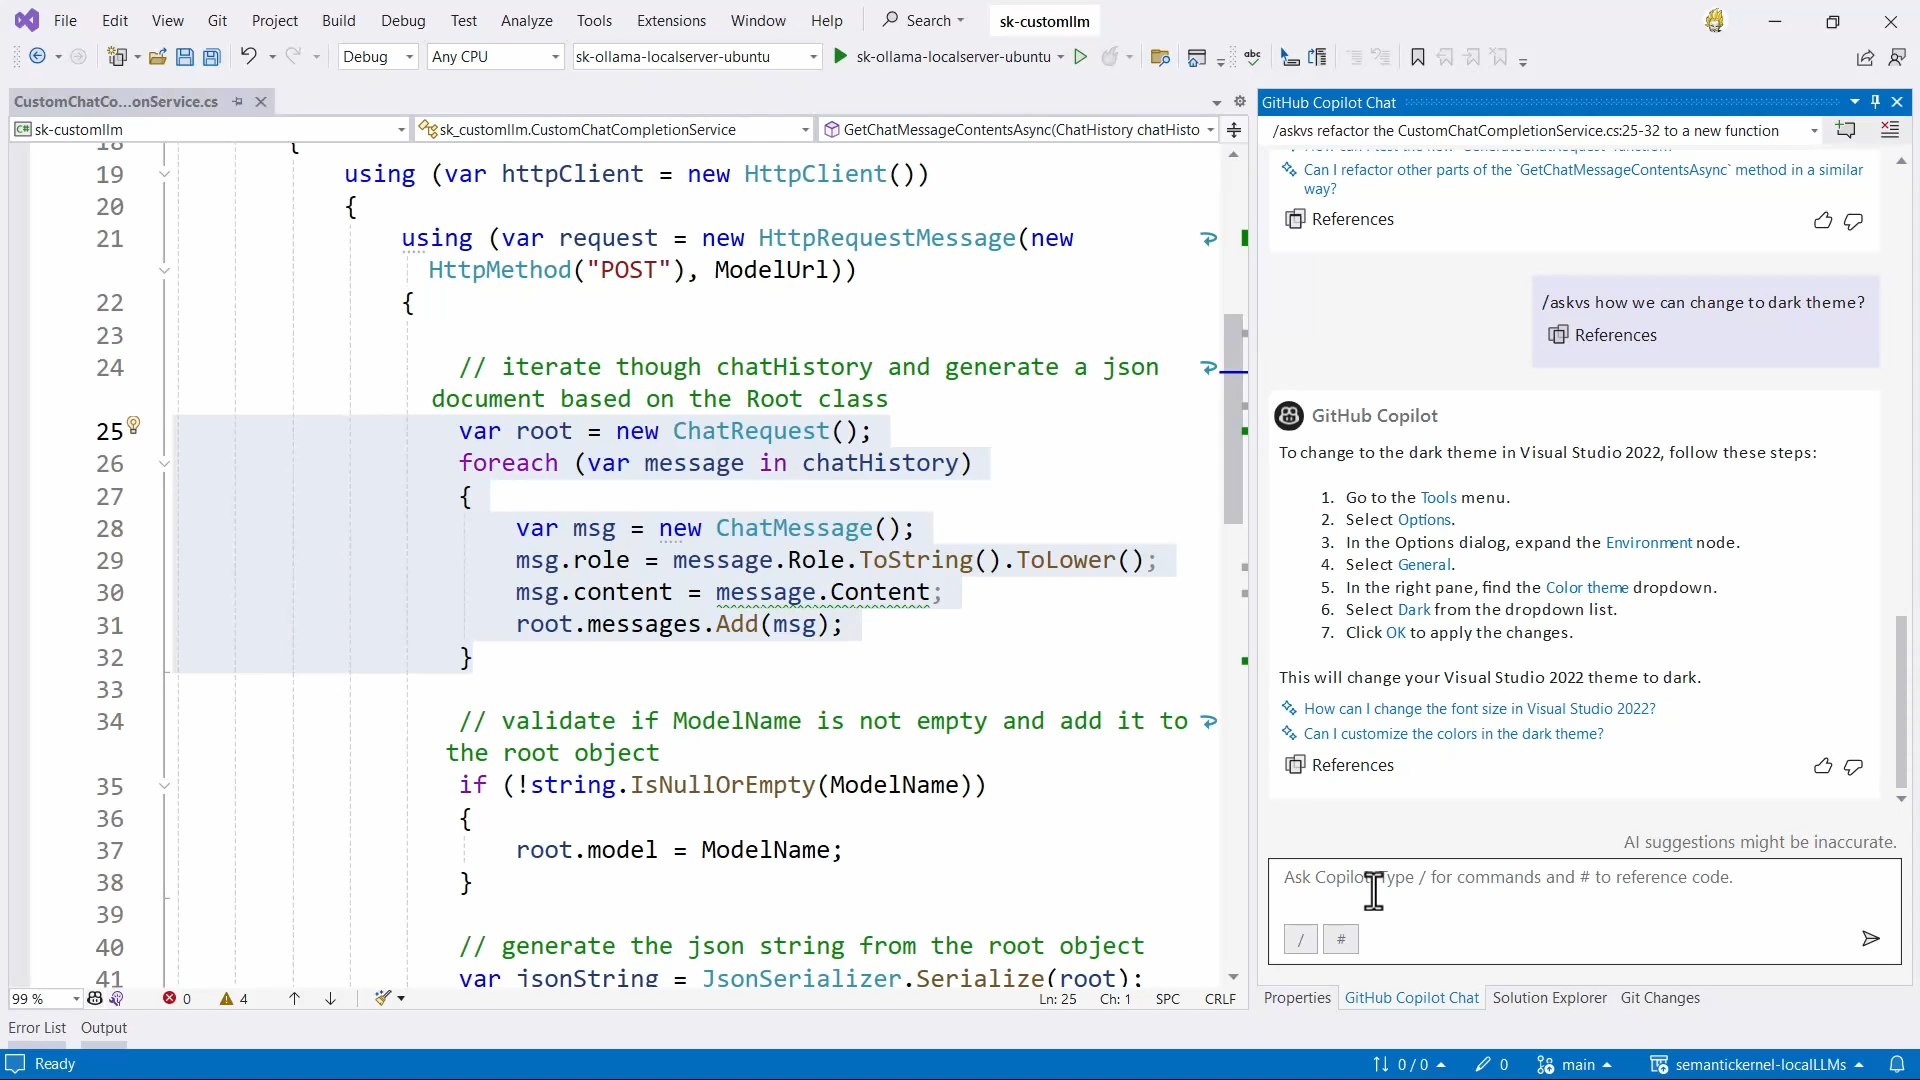 File Edit View Git Project Build Debug Test Analyze Tools Extensions Window Help Search sk-customllm
Debug Any CPU sk-ollama-localserver-ubuntu sk-ollama-localserver-ubuntu
CustomChatCo...onService.cs
sk-customllm sk_customllm.CustomChatCompletionService GetChatMessageContentsAsync(ChatHistory chatHisto
18 {
19 using (var httpClient = new HttpClient())
20 {
21 using (var request = new HttpRequestMessage(new
HttpMethod("POST"), ModelUrl))
22 {
23
24 // iterate though chatHistory and generate a json
document based on the Root class
25 var root = new ChatRequest();
26 foreach (var message in chatHistory)
27 {
28 var msg = new ChatMessage();
29 msg.role = message.Role.ToString().ToLower();
30 msg.content = message.Content;
31 root.messages.Add(msg);
32 }
33
34 // validate if ModelName is not empty and add it to
the root object
35 if (!string.IsNullOrEmpty(ModelName))
36 {
37 root.model = ModelName;
38 }
39
40 // generate the json string from the root object
41 var jsonString = JsonSerializer.Serialize(root);
99 % 0 4 Ln: 25 Ch: 1 SPC CRLF
Error List Output
GitHub Copilot Chat
/askvs refactor the CustomChatCompletionService.cs:25-32 to a new function
Can I refactor other parts of the `GetChatMessageContentsAsync` method in a similar
way?
References
/askvs how we can change to dark theme?
References
GitHub Copilot
To change to the dark theme in Visual Studio 2022, follow these steps:
1. Go to the Tools menu.
2. Select Options.
3. In the Options dialog, expand the Environment node.
4. Select General.
5. In the right pane, find the Color theme dropdown.
6. Select Dark from the dropdown list.
7. Click OK to apply the changes.
This will change your Visual Studio 2022 theme to dark.
How can I change the font size in Visual Studio 2022?
Can I customize the colors in the dark theme?
References
AI suggestions might be inaccurate.
Ask Copilot: Type / for commands and # to reference code.
/ #
Properties GitHub Copilot Chat Solution Explorer Git Changes
Ready 0 / 0 0 main semantickernel-localLLMs